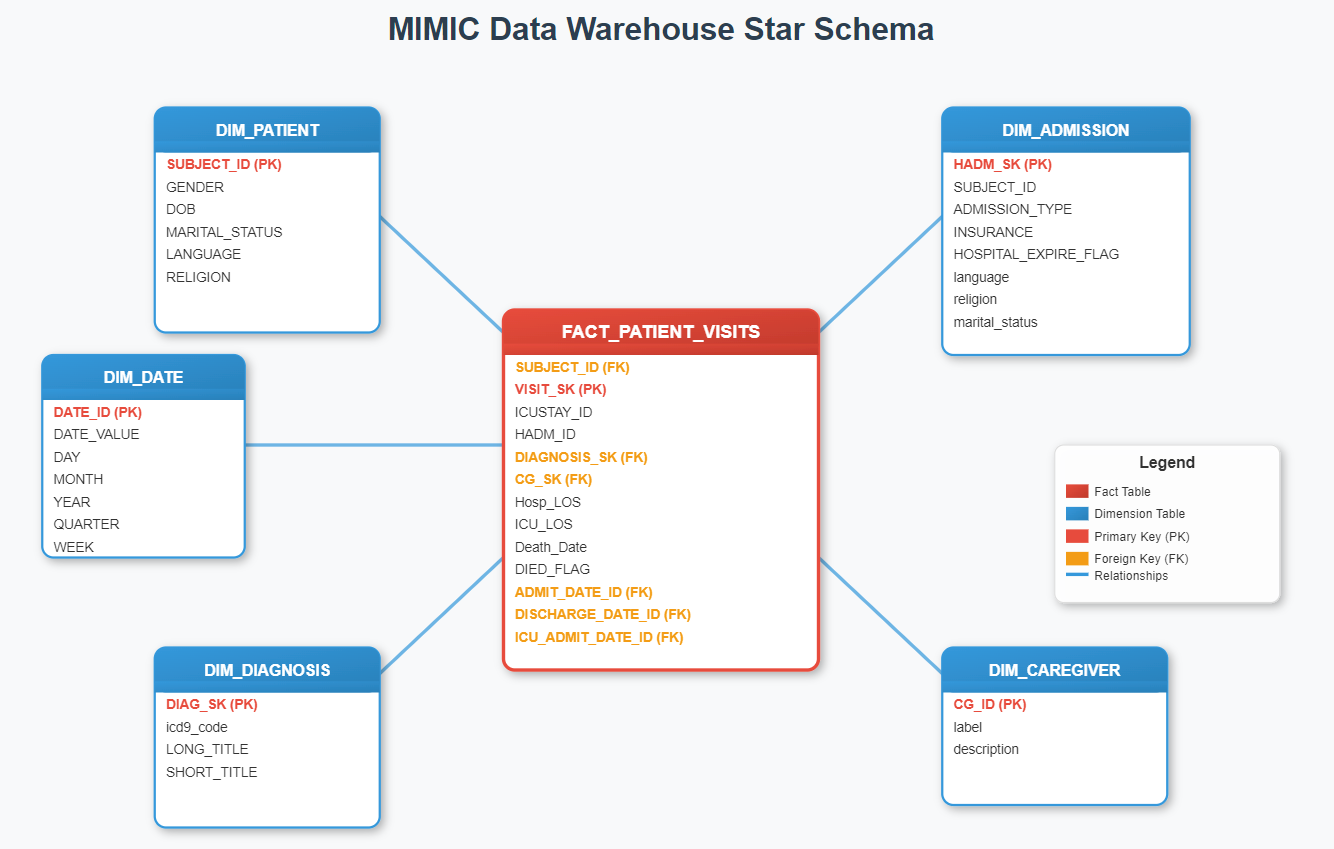 MIMIC Data Warehouse Star Schema
DIM_PATIENT
SUBJECT_ID (PK)
GENDER
DOB
MARITAL_STATUS
LANGUAGE
RELIGION
DIM_ADMISSION
HADM_SK (PK)
SUBJECT_ID
ADMISSION_TYPE
INSURANCE
HOSPITAL_EXPIRE_FLAG
language
religion
marital_status
FACT_PATIENT_VISITS
SUBJECT_ID (FK)
VISIT_SK (PK)
ICUSTAY_ID
HADM_ID
DIAGNOSIS_SK (FK)
CG_SK (FK)
Hosp_LOS
ICU_LOS
Death_Date
DIED_FLAG
ADMIT_DATE_ID (FK)
DISCHARGE_DATE_ID (FK)
ICU_ADMIT_DATE_ID (FK)
DIM_DATE
DATE_ID (PK)
DATE_VALUE
DAY
MONTH
YEAR
QUARTER
WEEK
Legend
Fact Table
Dimension Table
Primary Key (PK)
Foreign Key (FK)
Relationships
DIM_DIAGNOSIS
DIAG_SK (PK)
icd9_code
LONG_TITLE
SHORT_TITLE
DIM_CAREGIVER
CG_ID (PK)
label
description